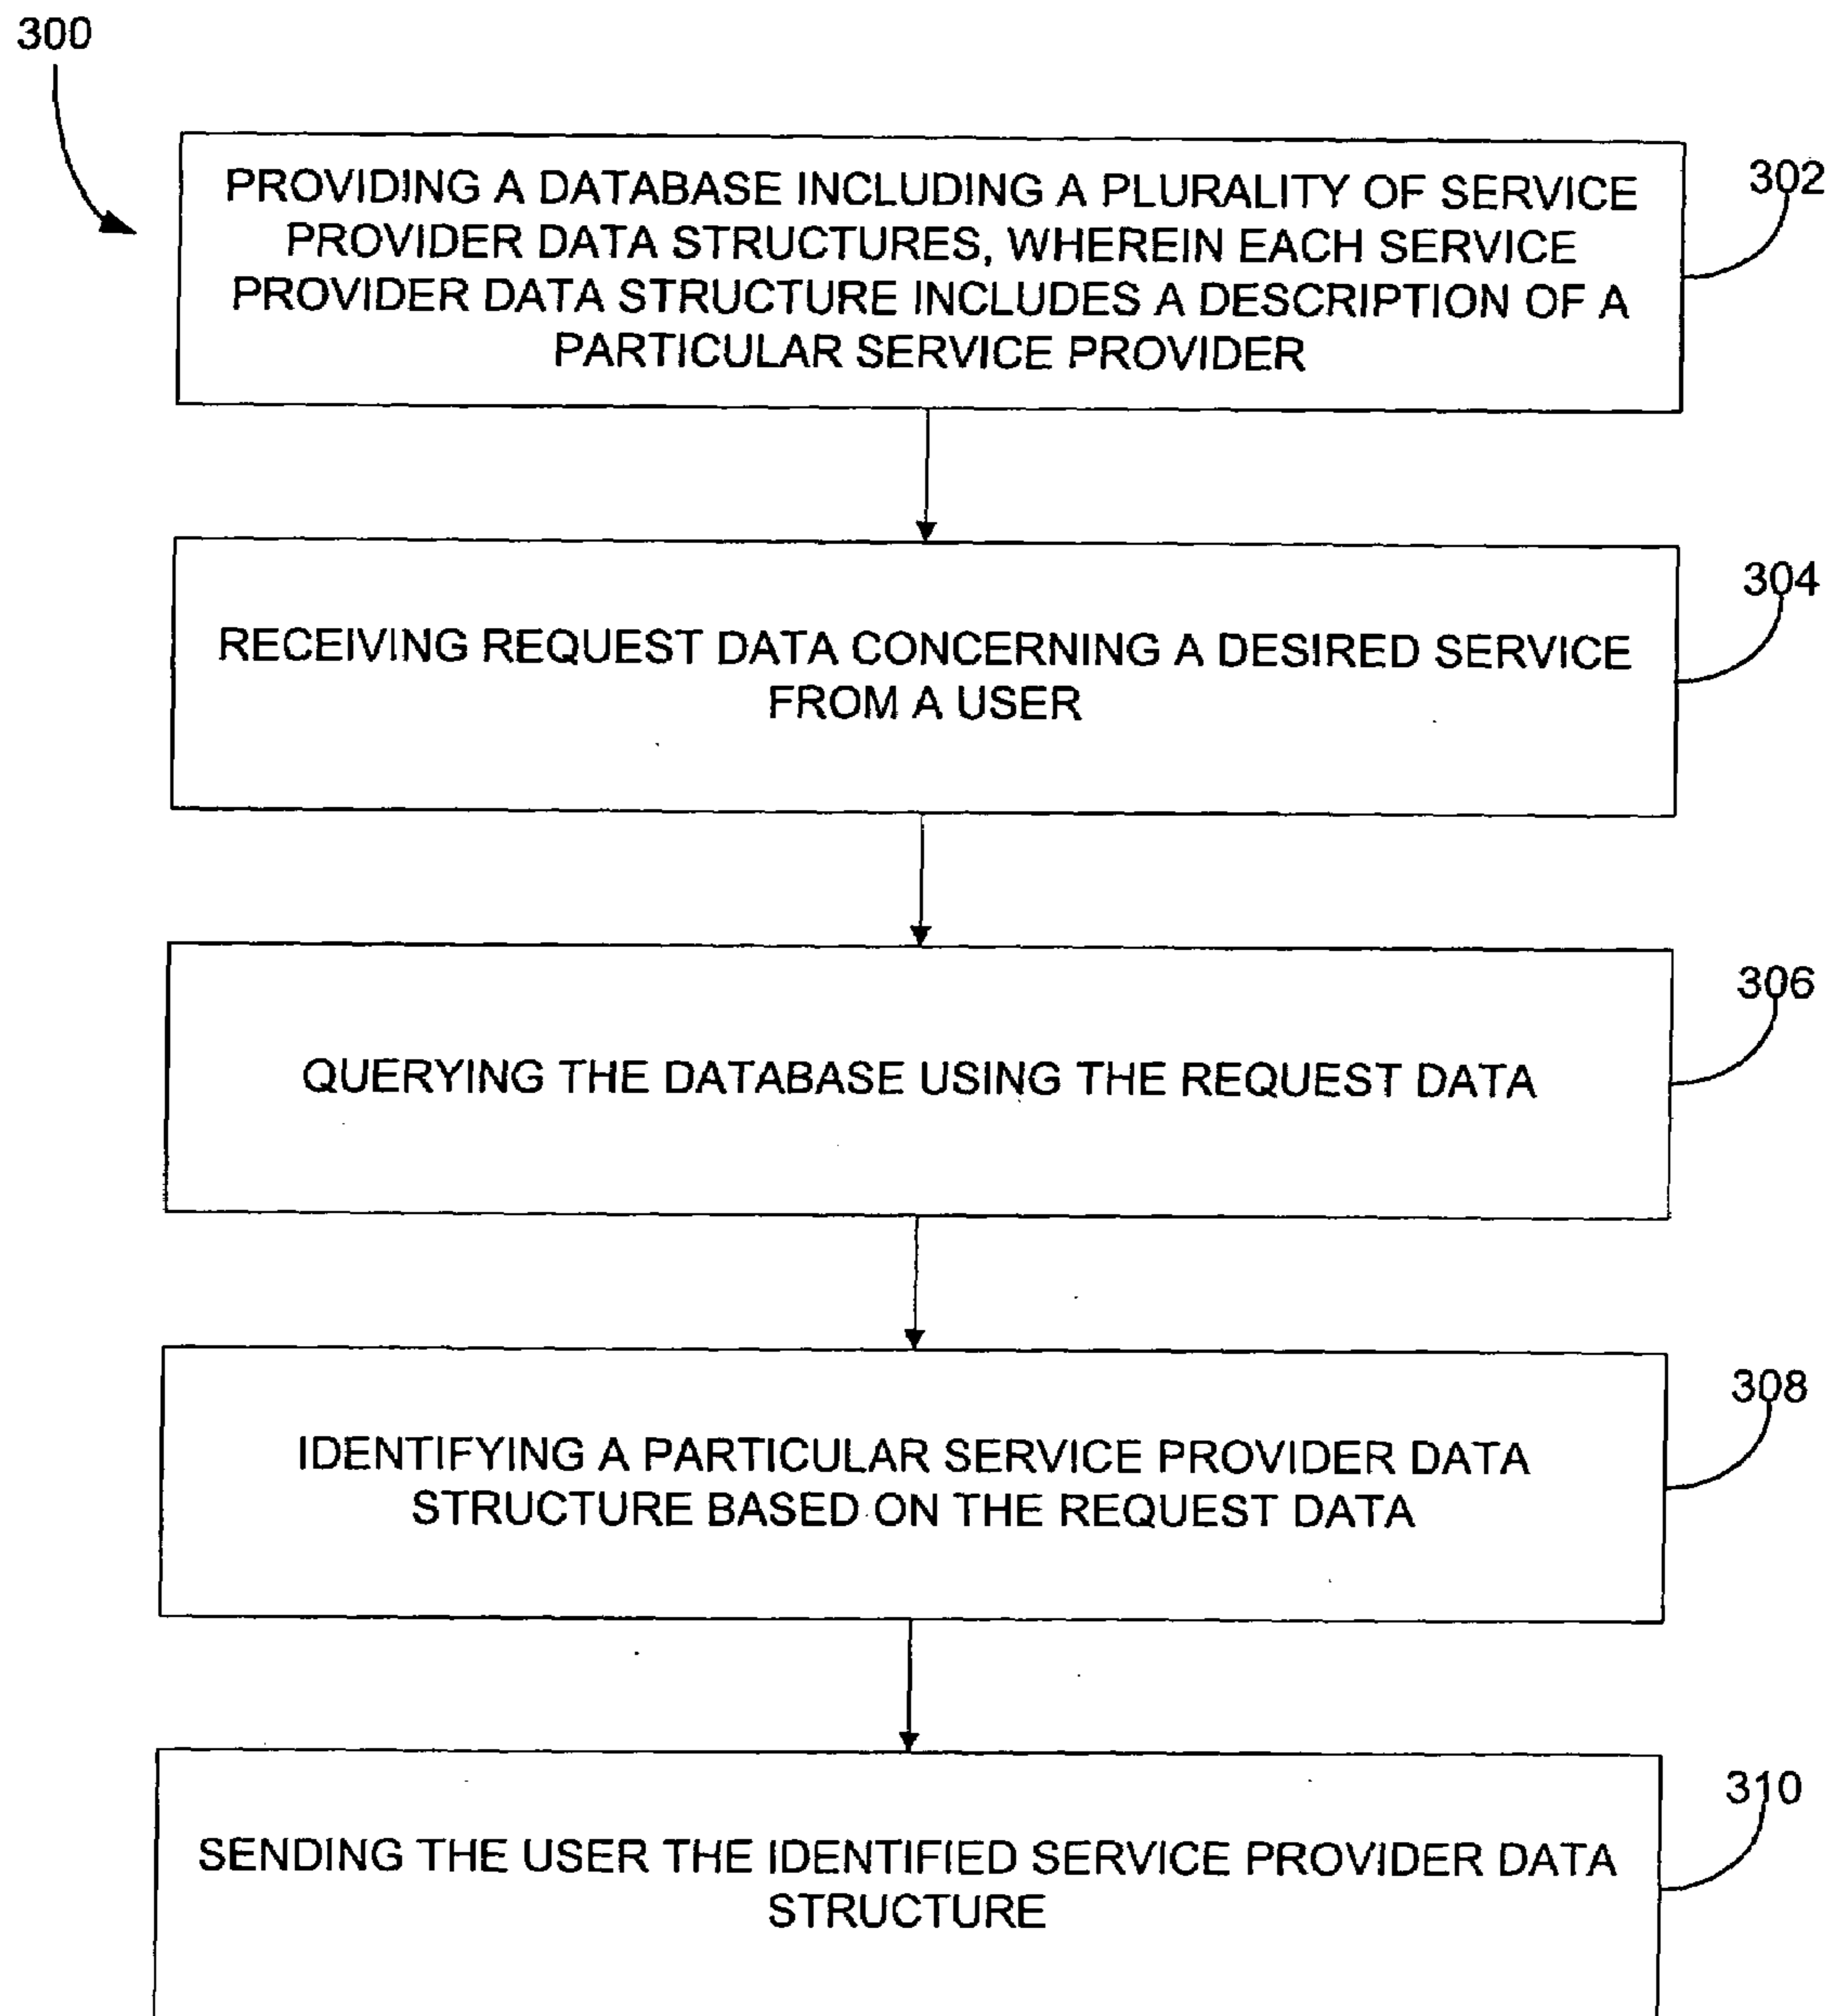 300
PROVIDING A DATABASE INCLUDING A PLURALITY OF SERVICE
PROVIDER DATA STRUCTURES, WHEREIN EACH SERVICE
PROVIDER DATA STRUCTURE INCLUDES A DESCRIPTION OF A
PARTICULAR SERVICE PROVIDER
302
RECEIVING REQUEST DATA CONCERNING A DESIRED SERVICE
FROM A USER
304
QUERYING THE DATABASE USING THE REQUEST DATA
306
IDENTIFYING A PARTICULAR SERVICE PROVIDER DATA
STRUCTURE BASED ON THE REQUEST DATA
308
SENDING THE USER THE IDENTIFIED SERVICE PROVIDER DATA
STRUCTURE
310